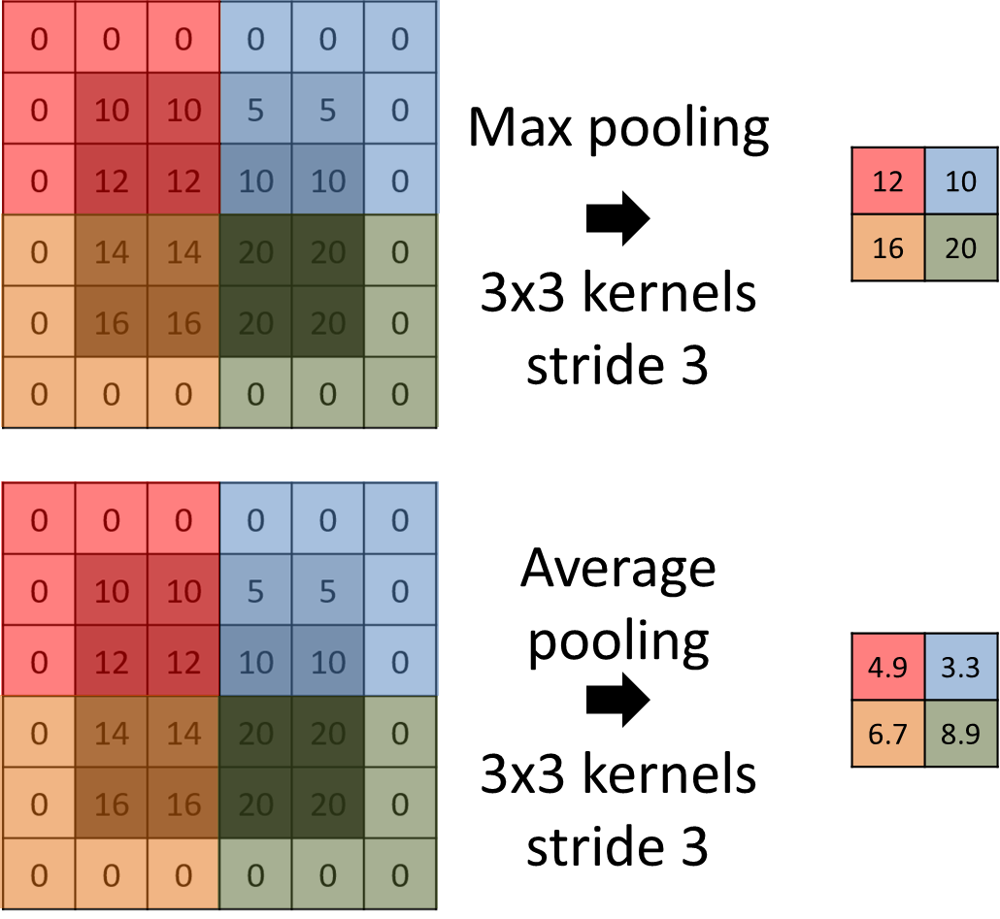 0 0 0 0 0 0
0 10 10 5 5 0
0 12 12 10 10 0
0 14 14 20 20 0
0 16 16 20 20 0
0 0 0 0 0 0
Max pooling
3x3 kernels
stride 3
12 10
16 20
0 0 0 0 0 0
0 10 10 5 5 0
0 12 12 10 10 0
0 14 14 20 20 0
0 16 16 20 20 0
0 0 0 0 0 0
Average
pooling
3x3 kernels
stride 3
4.9 3.3
6.7 8.9